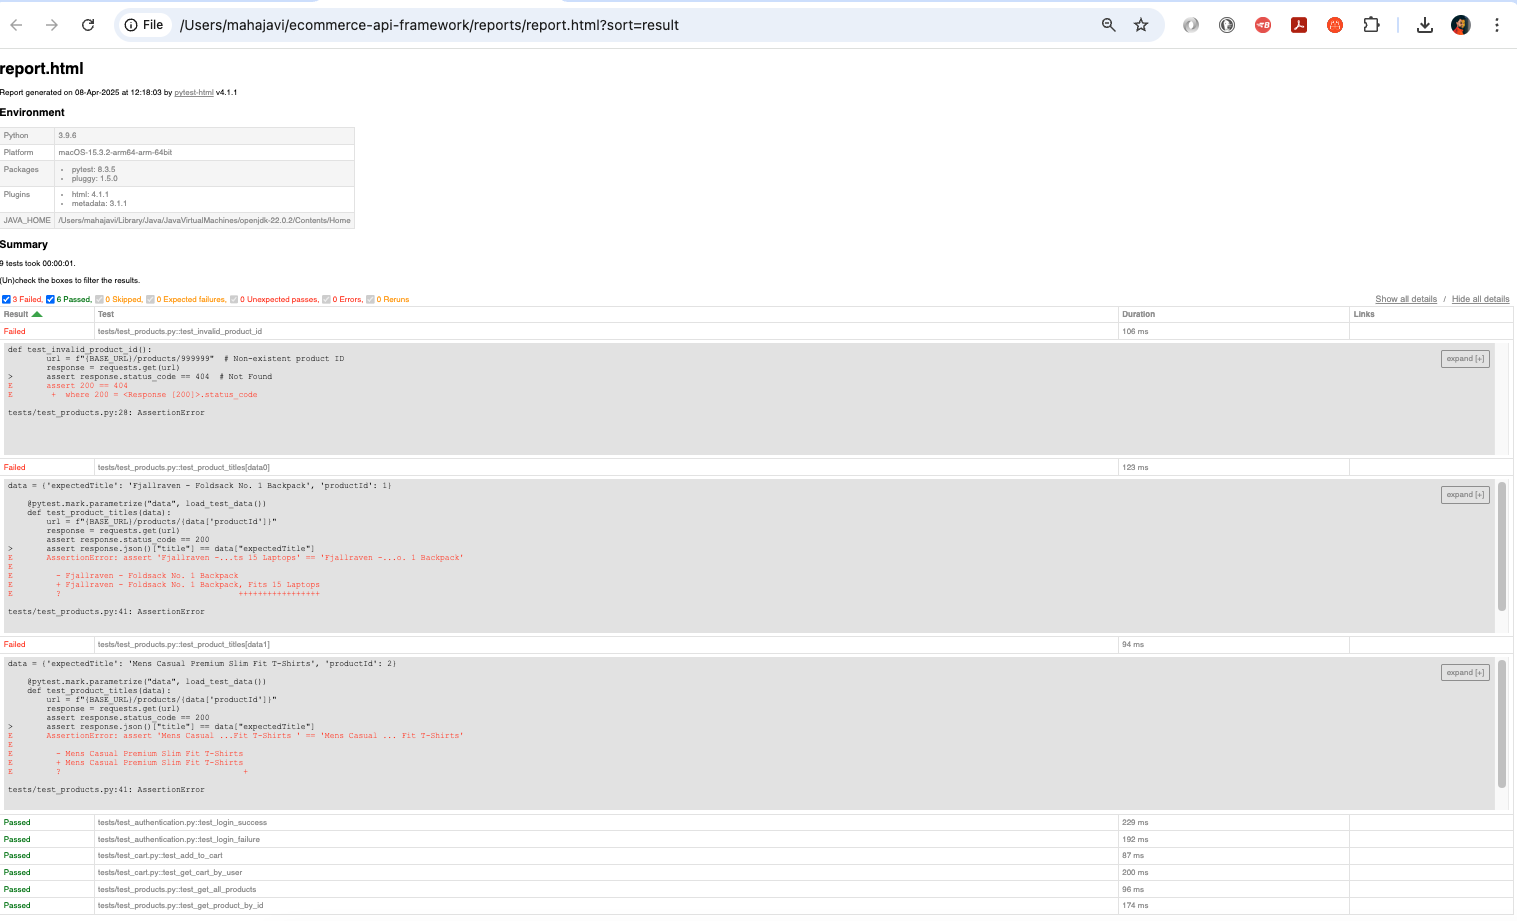 File /Users/mahajavi/ecommerce-api-framework/reports/report.html?sort=result
report.html
Report generated on 08-Apr-2025 at 12:18:03 by pytest-html v4.1.1
Environment
Python 3.9.6
Platform macOS-15.3.2-arm64-arm-64bit
Packages • pytest: 8.3.5
• pluggy: 1.5.0
Plugins • html: 4.1.1
• metadata: 3.1.1
JAVA_HOME /Users/mahajavi/Library/Java/JavaVirtualMachines/openjdk-22.0.2/Contents/Home
Summary
9 tests took 00:00:01.
(Un)check the boxes to filter the results.
3 Failed, 6 Passed, 0 Skipped, 0 Expected failures, 0 Unexpected passes, 0 Errors, 0 Reruns Show all details / Hide all details
Result Test Duration Links
Failed tests/test_products.py::test_invalid_product_id 106 ms
def test_invalid_product_id():
url = f"{BASE_URL}/products/999999" # Non-existent product ID
response = requests.get(url)
> assert response.status_code == 404 # Not Found
E assert 200 == 404
E + where 200 = <Response [200]>.status_code
tests/test_products.py:28: AssertionError
expand [+]
Failed tests/test_products.py::test_product_titles[data0] 123 ms
data = {'expectedTitle': 'Fjallraven - Foldsack No. 1 Backpack', 'productId': 1}
expand [+]
@pytest.mark.parametrize("data", load_test_data())
def test_product_titles(data):
url = f"{BASE_URL}/products/{data['productId']}"
response = requests.get(url)
assert response.status_code == 200
> assert response.json()["title"] == data["expectedTitle"]
E AssertionError: assert 'Fjallraven -...ts 15 Laptops' == 'Fjallraven -...o. 1 Backpack'
E
E - Fjallraven - Foldsack No. 1 Backpack
E + Fjallraven - Foldsack No. 1 Backpack, Fits 15 Laptops
E ? +++++++++++++++++
tests/test_products.py:41: AssertionError
Failed tests/test_products.py::test_product_titles[data1] 94 ms
data = {'expectedTitle': 'Mens Casual Premium Slim Fit T-Shirts', 'productId': 2}
expand [+]
@pytest.mark.parametrize("data", load_test_data())
def test_product_titles(data):
url = f"{BASE_URL}/products/{data['productId']}"
response = requests.get(url)
assert response.status_code == 200
> assert response.json()["title"] == data["expectedTitle"]
E AssertionError: assert 'Mens Casual ...Fit T-Shirts ' == 'Mens Casual ... Fit T-Shirts'
E
E - Mens Casual Premium Slim Fit T-Shirts
E + Mens Casual Premium Slim Fit T-Shirts
E ? +
tests/test_products.py:41: AssertionError
Passed tests/test_authentication.py::test_login_success 229 ms
Passed tests/test_authentication.py::test_login_failure 192 ms
Passed tests/test_cart.py::test_add_to_cart 87 ms
Passed tests/test_cart.py::test_get_cart_by_user 200 ms
Passed tests/test_products.py::test_get_all_products 96 ms
Passed tests/test_products.py::test_get_product_by_id 174 ms